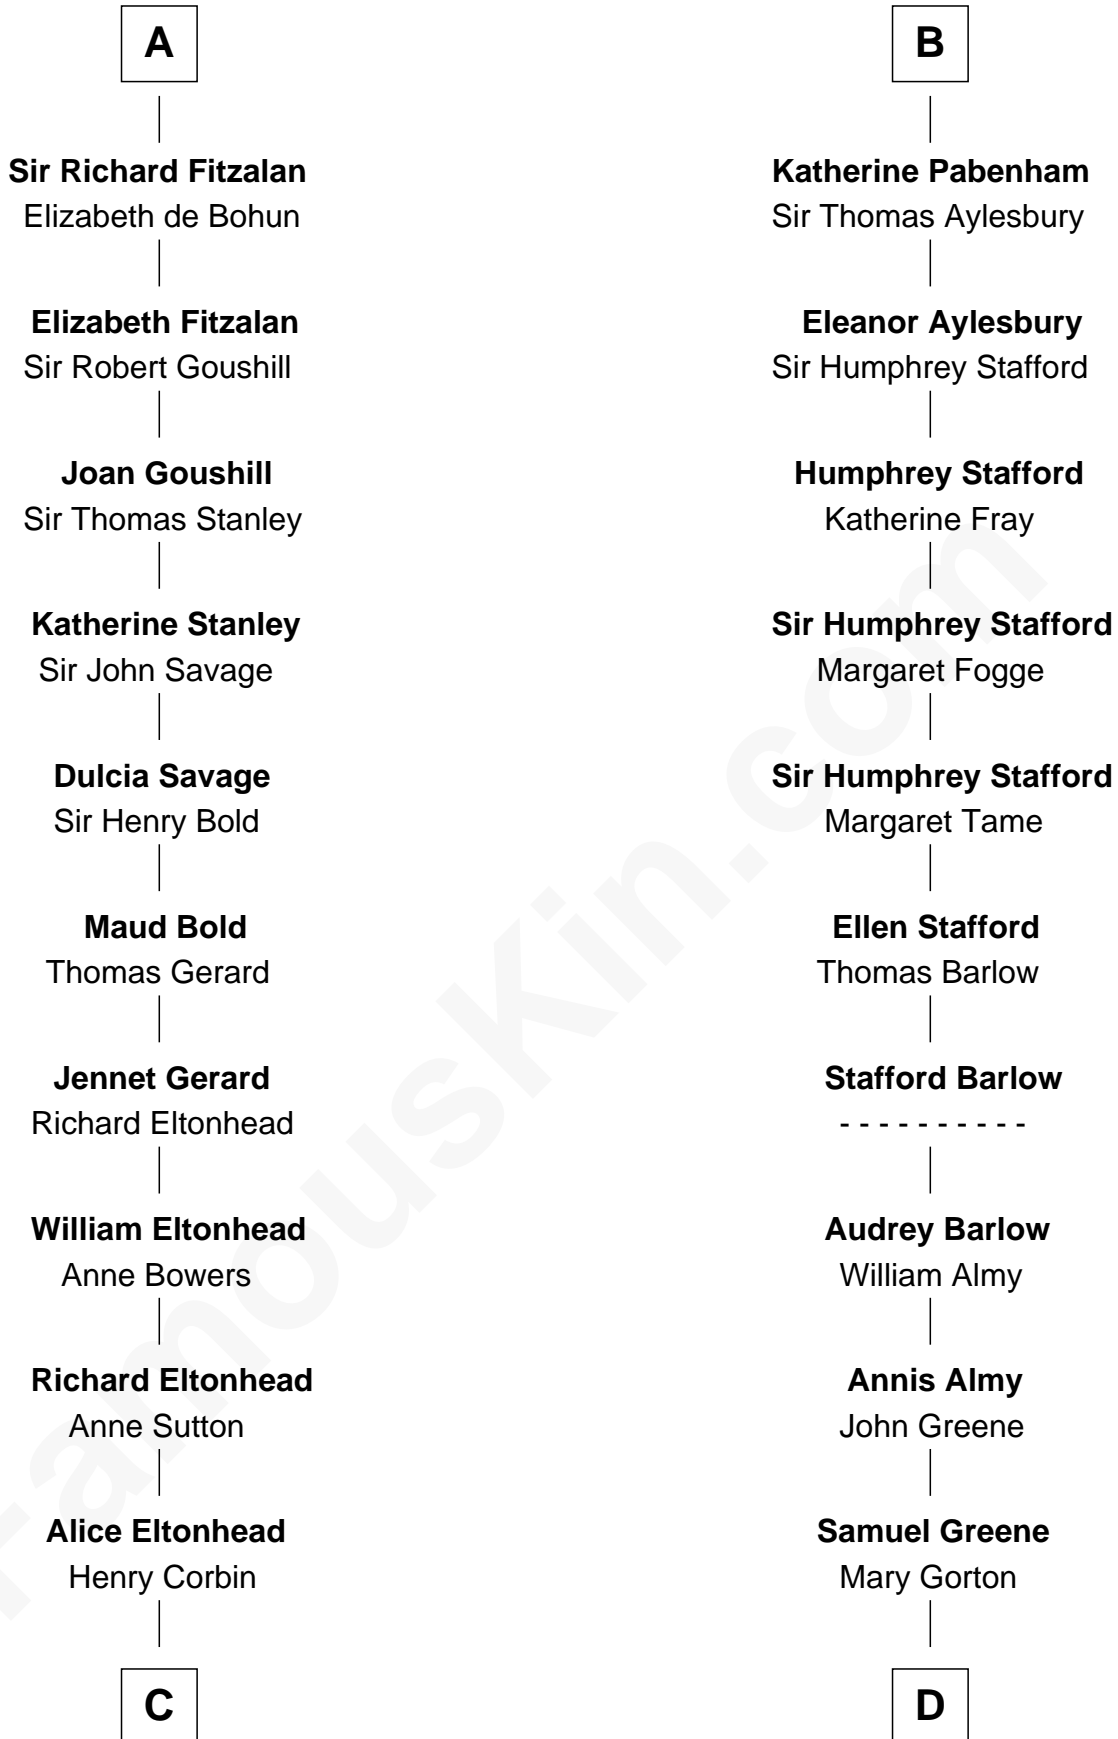 A
Sir Richard Fitzalan
Elizabeth de Bohun
Elizabeth Fitzalan
Sir Robert Goushill
Joan Goushill
Sir Thomas Stanley
Katherine Stanley
Sir John Savage
Dulcia Savage
Sir Henry Bold
Maud Bold
Thomas Gerard
Jennet Gerard
Richard Eltonhead
William Eltonhead
Anne Bowers
Richard Eltonhead
Anne Sutton
Alice Eltonhead
Henry Corbin
C
B
Katherine Pabenham
Sir Thomas Aylesbury
Eleanor Aylesbury
Sir Humphrey Stafford
Humphrey Stafford
Katherine Fray
Sir Humphrey Stafford
Margaret Fogge
Sir Humphrey Stafford
Margaret Tame
Ellen Stafford
Thomas Barlow
Stafford Barlow
- - - - - - - - - -
Audrey Barlow
William Almy
Annis Almy
John Greene
Samuel Greene
Mary Gorton
D
FamousKin.com